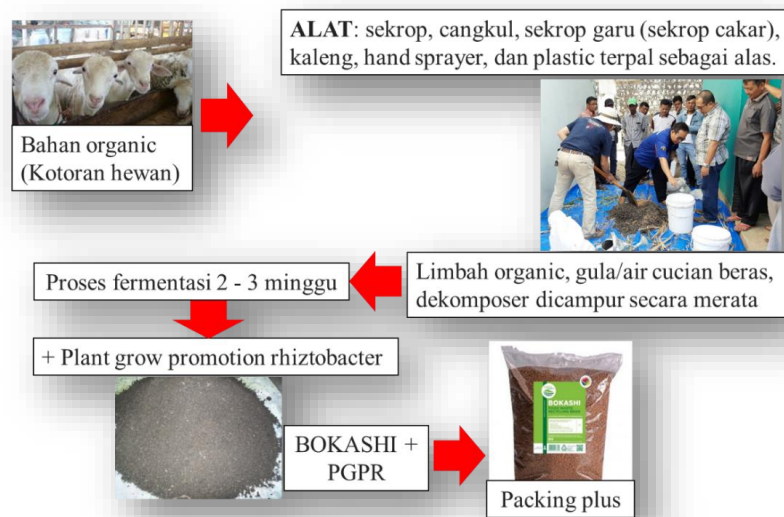 ALAT: sekrop, cangkul, sekrop garu (sekrop cakar),
kaleng, hand sprayer, dan plastic terpal sebagai alas.
Bahan organic
(Kotoran hewan)
Limbah organic, gula/air cucian beras,
dekomposer dicampur secara merata
Proses fermentasi 2 - 3 minggu
+ Plant grow promotion rhiztobacter
BOKASHI +
PGPR
BOKASHI
Packing plus